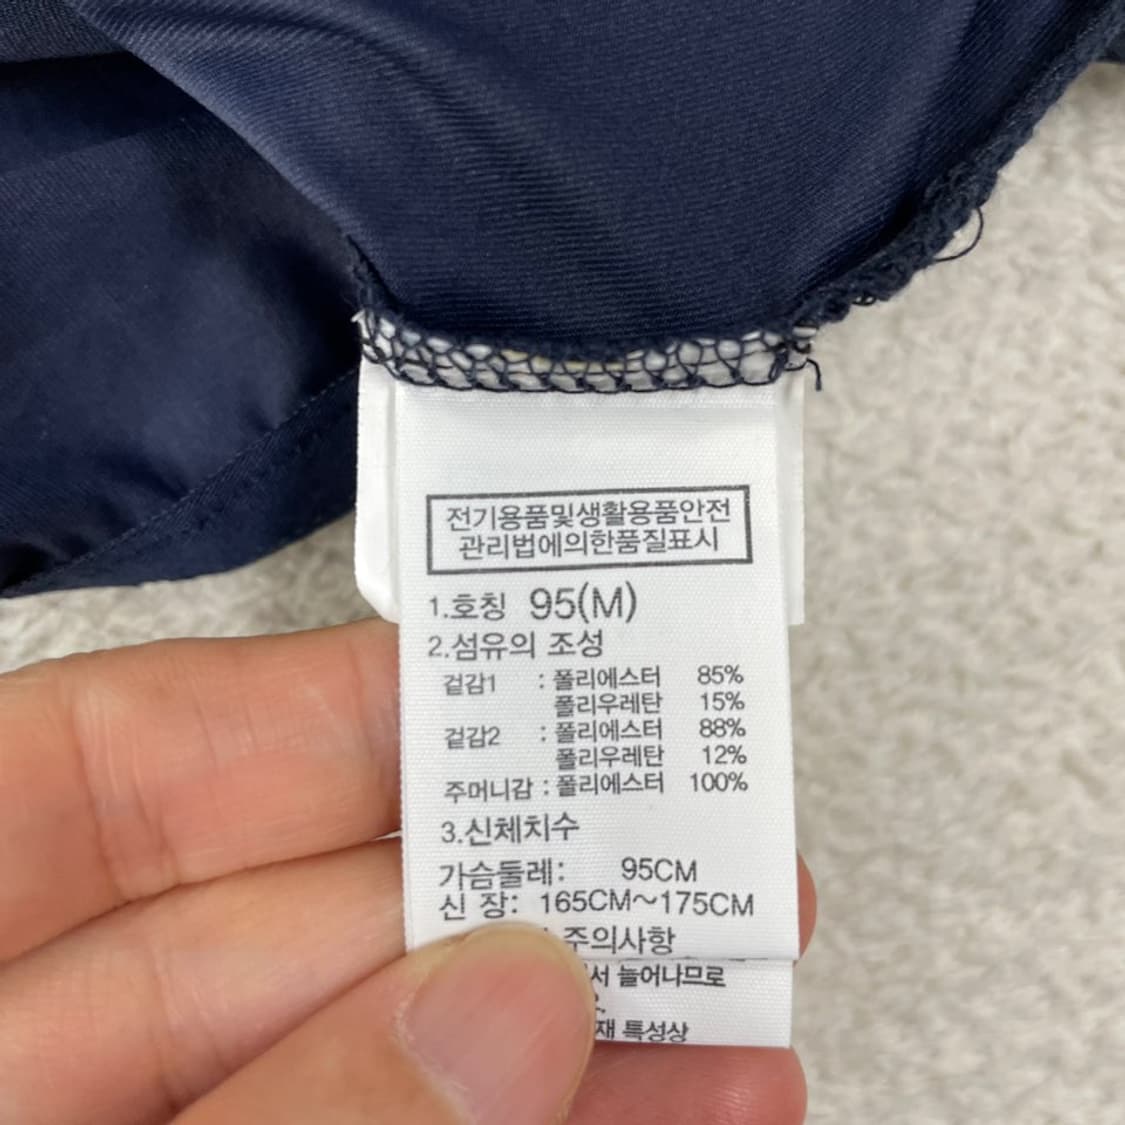 전기용품및생활용품안전
관리법에의한품질표시
1.호칭 95(M)
2.섬유의 조성
겉감1 : 폴리에스터 85%
폴리우레탄 15%
겉감2 : 폴리에스터 88%
폴리우레탄 12%
주머니감 : 폴리에스터 100%
3.신체치수
가슴둘레: 95CM
신 장: 165CM~175CM
주의사항
늘어나므로
특성상